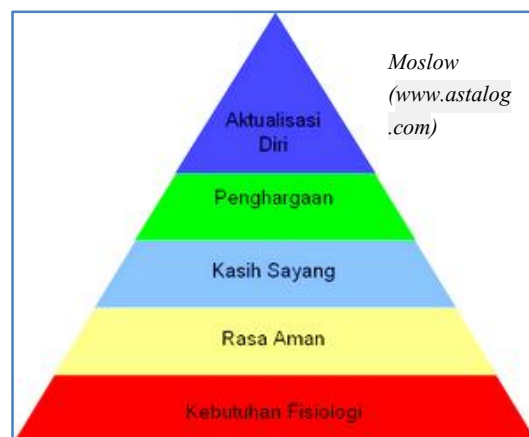 Moslow
(www.astalog
.com)
Aktualisasi
Diri
Penghargaan
Kasih Sayang
Rasa Aman
Kebutuhan Fisiologi